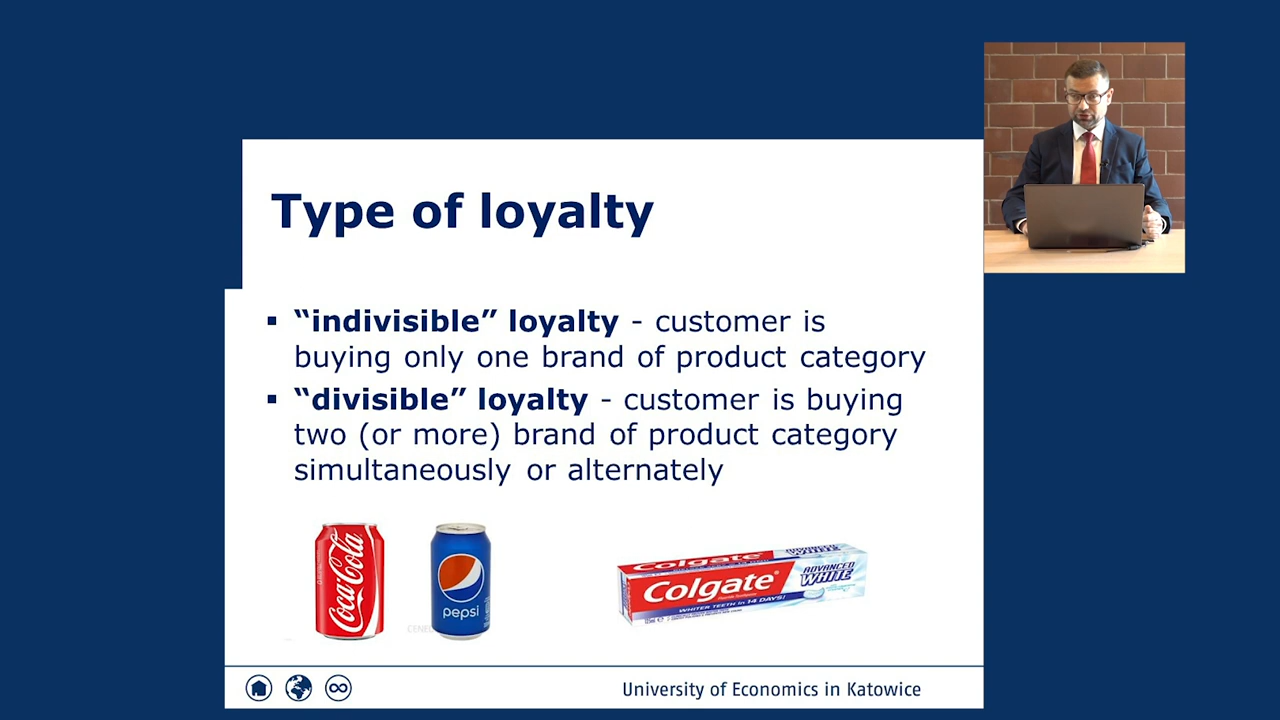 Type of loyalty
▪ “indivisible” loyalty - customer is
buying only one brand of product category
▪ “divisible” loyalty - customer is buying
two (or more) brand of product category
simultaneously or alternately
Coca-Cola
pepsi
Colgate
Colgate
ADVANCED
WHITE
WHITER TEETH in 14 DAYS!
University of Economics in Katowice